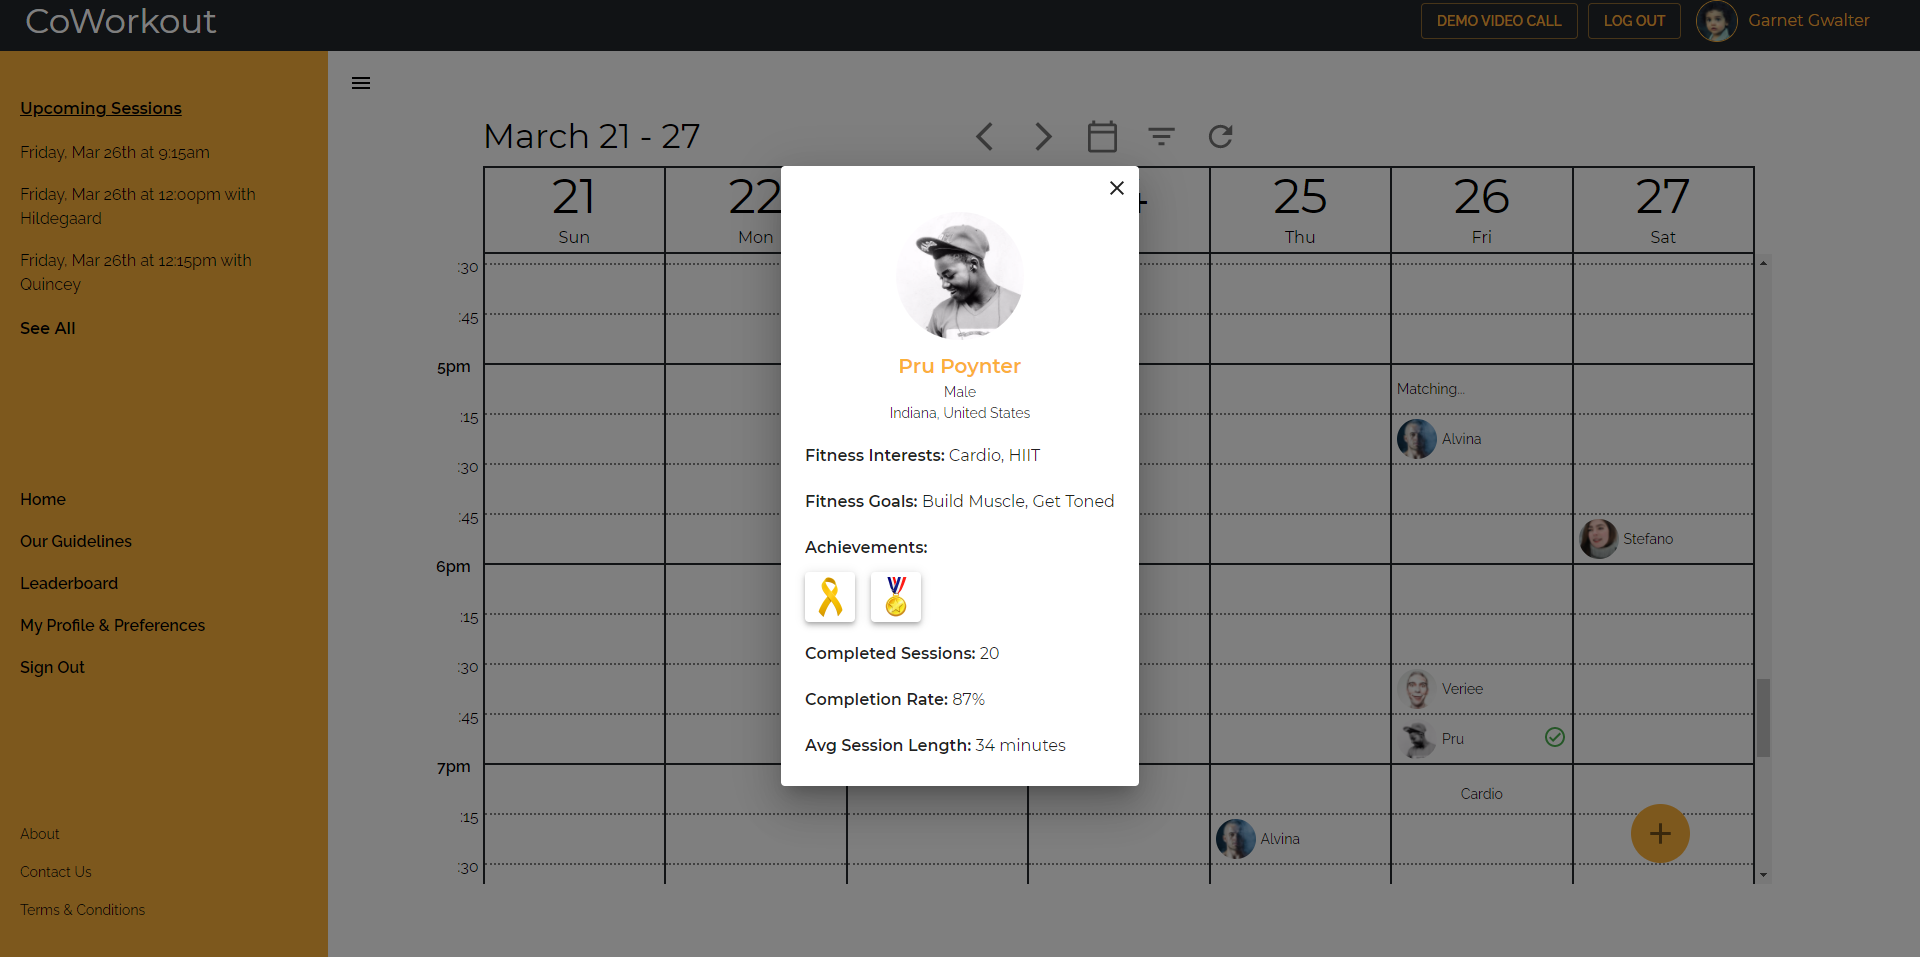 CoWorkout
DEMO VIDEO CALL
LOG OUT
Garnet Gwalter
Upcoming Sessions
Friday, Mar 26th at 9:15am
Friday, Mar 26th at 12:00pm with
Hildegaard
Friday, Mar 26th at 12:15pm with
Quincey
See All
Home
Our Guidelines
Leaderboard
My Profile & Preferences
Sign Out
About
Contact Us
Terms & Conditions
March 21 - 27
21
Sun
22
Mon
25
Thu
26
Fri
27
Sat
:30
:45
5pm
:15
:30
:45
6pm
:15
:30
:45
7pm
:15
:30
Matching...
Alvina
Stefano
Veriee
Pru
Cardio
Alvina
Pru Poynter
Male
Indiana, United States
Fitness Interests: Cardio, HIIT
Fitness Goals: Build Muscle, Get Toned
Achievements:
Completed Sessions: 20
Completion Rate: 87%
Avg Session Length: 34 minutes